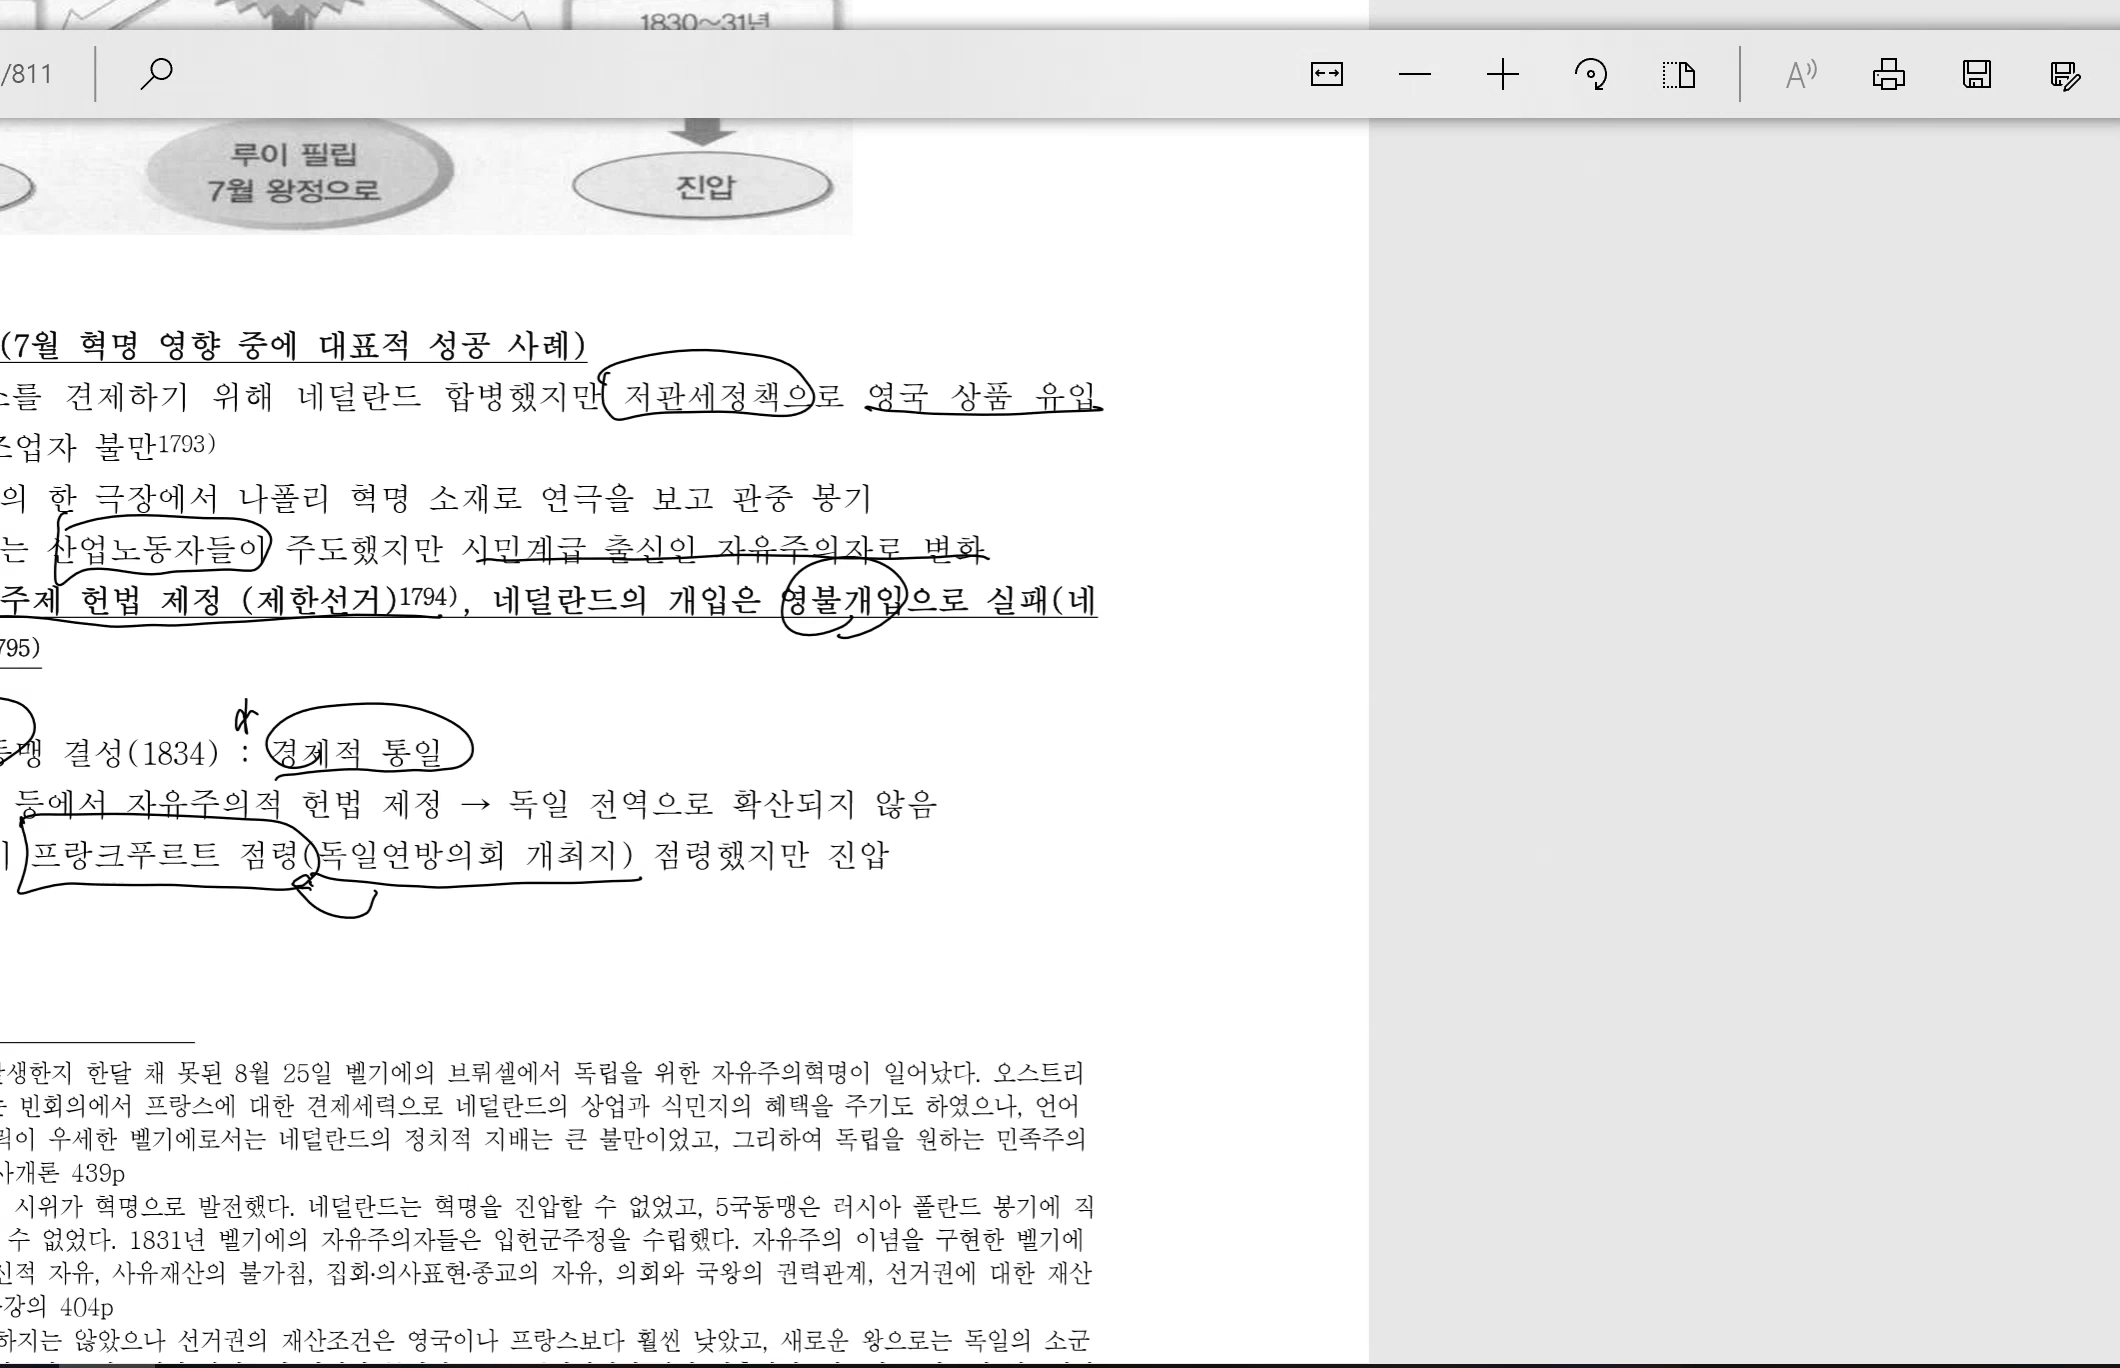 1830~31년
/811
루이 필립
7월 왕정으로
진압
(7월 혁명 영향 중에 대표적 성공 사례)
를 견제하기 위해 네덜란드 합병했지만 저관세정책으로 영국 상품 유입
조업자 불만1793)
의 한 극장에서 나폴리 혁명 소재로 연극을 보고 관중 봉기
는 산업노동자들이 주도했지만 시민계급 출신인 자유주의자로 변화
주제 헌법 제정 (제한선거)1794), 네덜란드의 개입은 영불개입으로 실패(네
795)
동맹 결성(1834) : 경제적 통일
등에서 자유주의적 헌법 제정 → 독일 전역으로 확산되지 않음
프랑크푸르트 점령(독일연방의회 개최지) 점령했지만 진압
발생한지 한달 채 못된 8월 25일 벨기에의 브뤼셀에서 독립을 위한 자유주의혁명이 일어났다. 오스트리
는 빈회의에서 프랑스에 대한 견제세력으로 네덜란드의 상업과 식민지의 혜택을 주기도 하였으나, 언어
릭이 우세한 벨기에로서는 네덜란드의 정치적 지배는 큰 불만이었고, 그리하여 독립을 원하는 민족주의
사개론 439p
시위가 혁명으로 발전했다. 네덜란드는 혁명을 진압할 수 없었고, 5국동맹은 러시아 폴란드 봉기에 직
수 없었다. 1831년 벨기에의 자유주의자들은 입헌군주정을 수립했다. 자유주의 이념을 구현한 벨기에
신적 자유, 사유재산의 불가침, 집회·의사표현·종교의 자유, 의회와 국왕의 권력관계, 선거권에 대한 재산
강의 404p
하지는 않았으나 선거권의 재산조건은 영국이나 프랑스보다 훨씬 낮았고, 새로운 왕으로는 독일의 소군